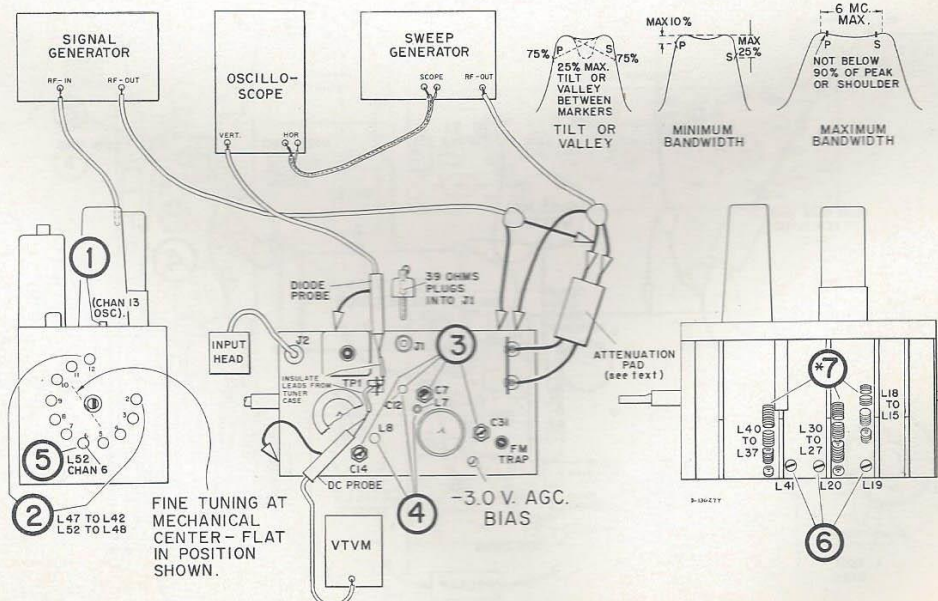 SIGNAL
GENERATOR
RF-IN
RF-OUT
OSCILLO-
SCOPE
VERT.
HOR
SWEEP
GENERATOR
SCOPE
RF-OUT
MAX 10%
P
S
75%
75%
25% MAX.
TILT OR
VALLEY
BETWEEN
MARKERS
TILT OR
VALLEY
P
S
MAX
25%
MINIMUM
BANDWIDTH
6 MC.
MAX.
P
S
NOT BELOW
90% OF PEAK
OR SHOULDER
MAXIMUM
BANDWIDTH
1
(CHAN 13
OSC).
12
11
10
9
8
7
6
5
4
3
2
5
L52
CHAN 6
2
L47 TO L42
L52 TO L48
FINE TUNING AT
MECHANICAL
CENTER - FLAT
IN POSITION
SHOWN.
DIODE
PROBE
39 OHMS
PLUGS
INTO J1
INPUT
HEAD
J2
J1
3
INSULATE
LEADS FROM
TUNER
CASE
TP1
C12
C7
L7
L8
C31
FM
TRAP
C14
DC PROBE
4
-3.0 V. AGC.
BIAS
VTVM
ATTENUATION
PAD
(see text)
*7
L40
TO
L37
L30
TO
L27
L18
TO
L15
L41
L20
L19
6